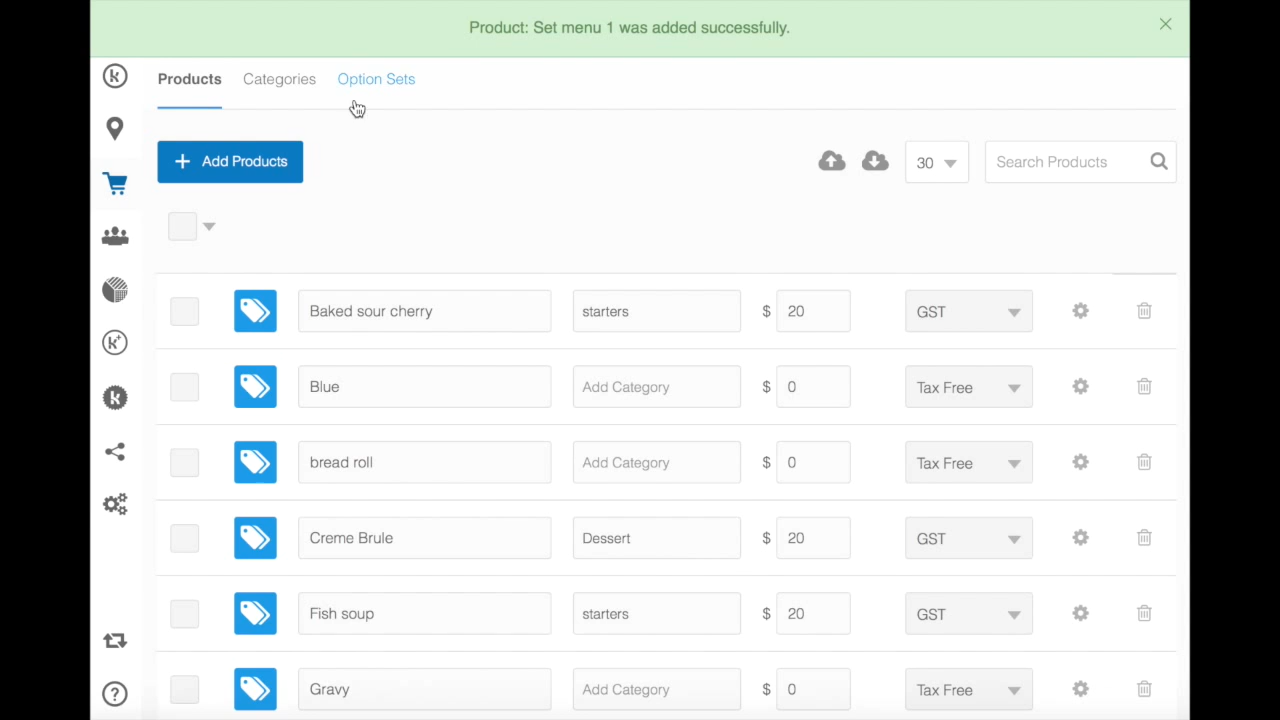 Product: Set menu 1 was added successfully.
Products Categories Option Sets
+ Add Products 30 Search Products
Baked sour cherry starters $ 20 GST
Blue Add Category $ 0 Tax Free
bread roll Add Category $ 0 Tax Free
Creme Brule Dessert $ 20 GST
Fish soup starters $ 20 GST
Gravy Add Category $ 0 Tax Free